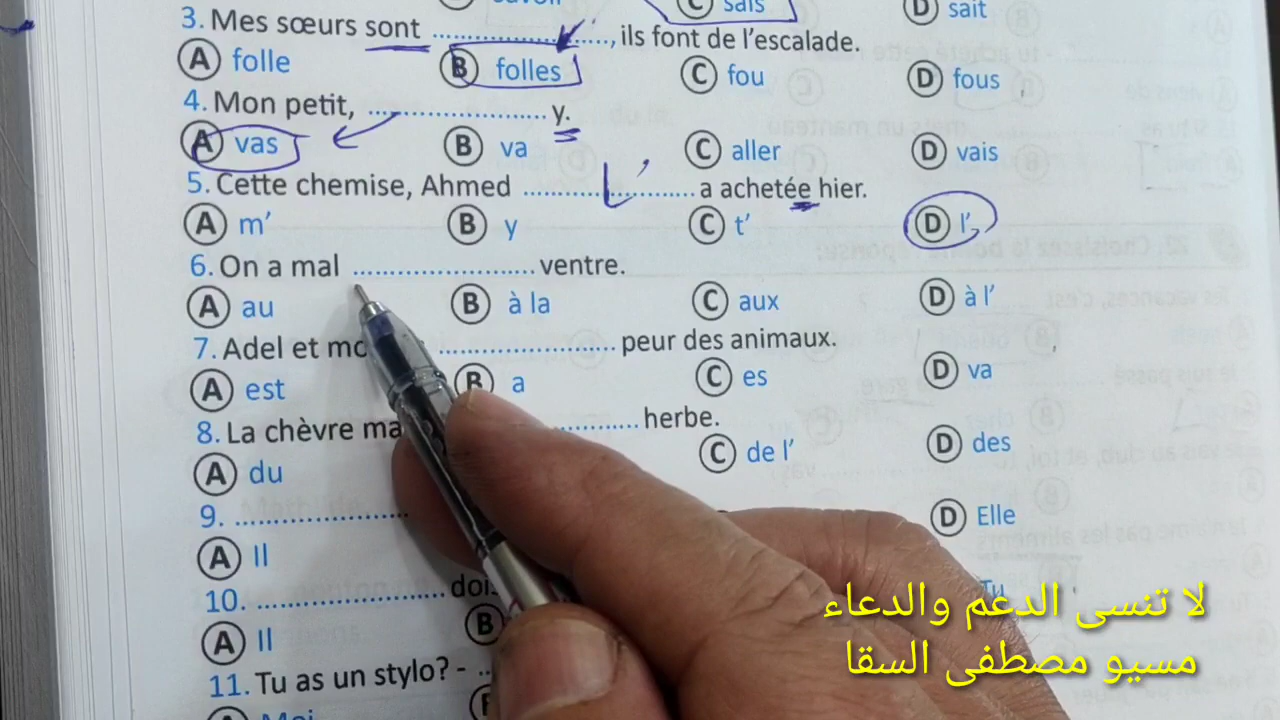 C sais D sait
3. Mes sœurs sont ........................, ils font de l'escalade.
A folle B folles C fou D fous
4. Mon petit, ........................ y.
A vas B va C aller D vais
5. Cette chemise, Ahmed ........................ a achetée hier.
A m' B y C t' D l'
6. On a mal ........................ ventre.
A au B à la C aux D à l'
7. Adel et ........................ peur des animaux.
A est B a C es D va
8. La chèvre ........................ herbe.
A du C de l' D des
9. ........................
A Il D Elle
10. ........................
A Il B Tu
11. Tu as un stylo? - ..
لا تنسى الدعم والدعاء
مسيو مصطفى السقا